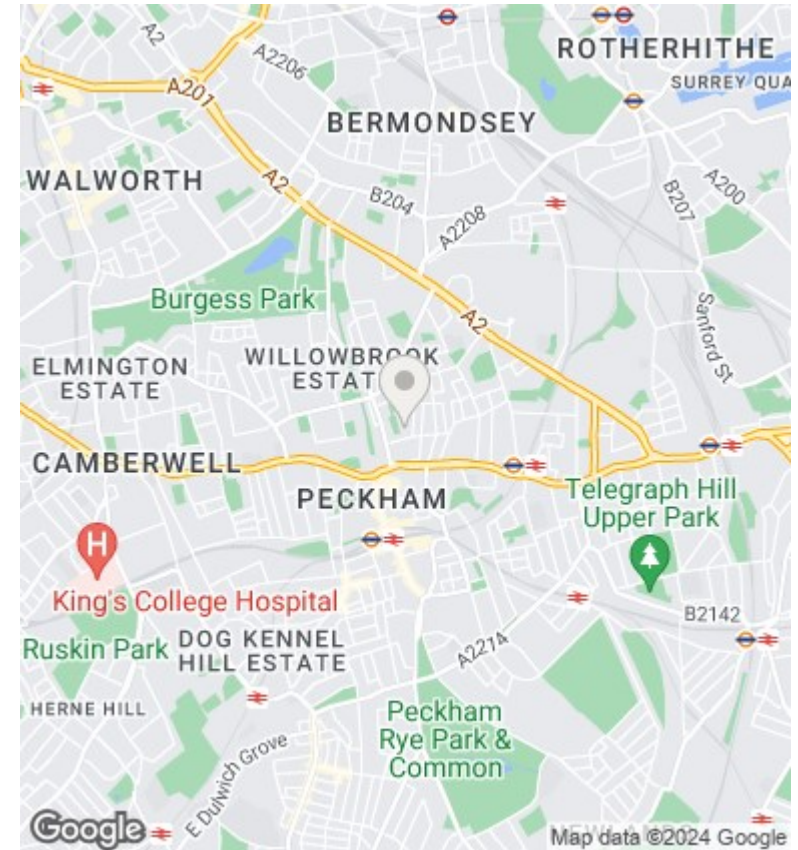 A2
A2206
ROTHERHITHE
SURREY QUA
A201
BERMONDSEY
WALWORTH
A2
B204
A2208
B207
A200
Burgess Park
Sanford St
A2
ELMINGTON
ESTATE
WILLOWBROOK
ESTAT
CAMBERWELL
PECKHAM
Telegraph Hill
Upper Park
H
King's College Hospital
B2142
Ruskin Park
DOG KENNEL
HILL ESTATE
A2214
HERNE HILL
Peckham
Rye Park &
Common
E Dulwich Grove
Google
Map data ©2024 Google